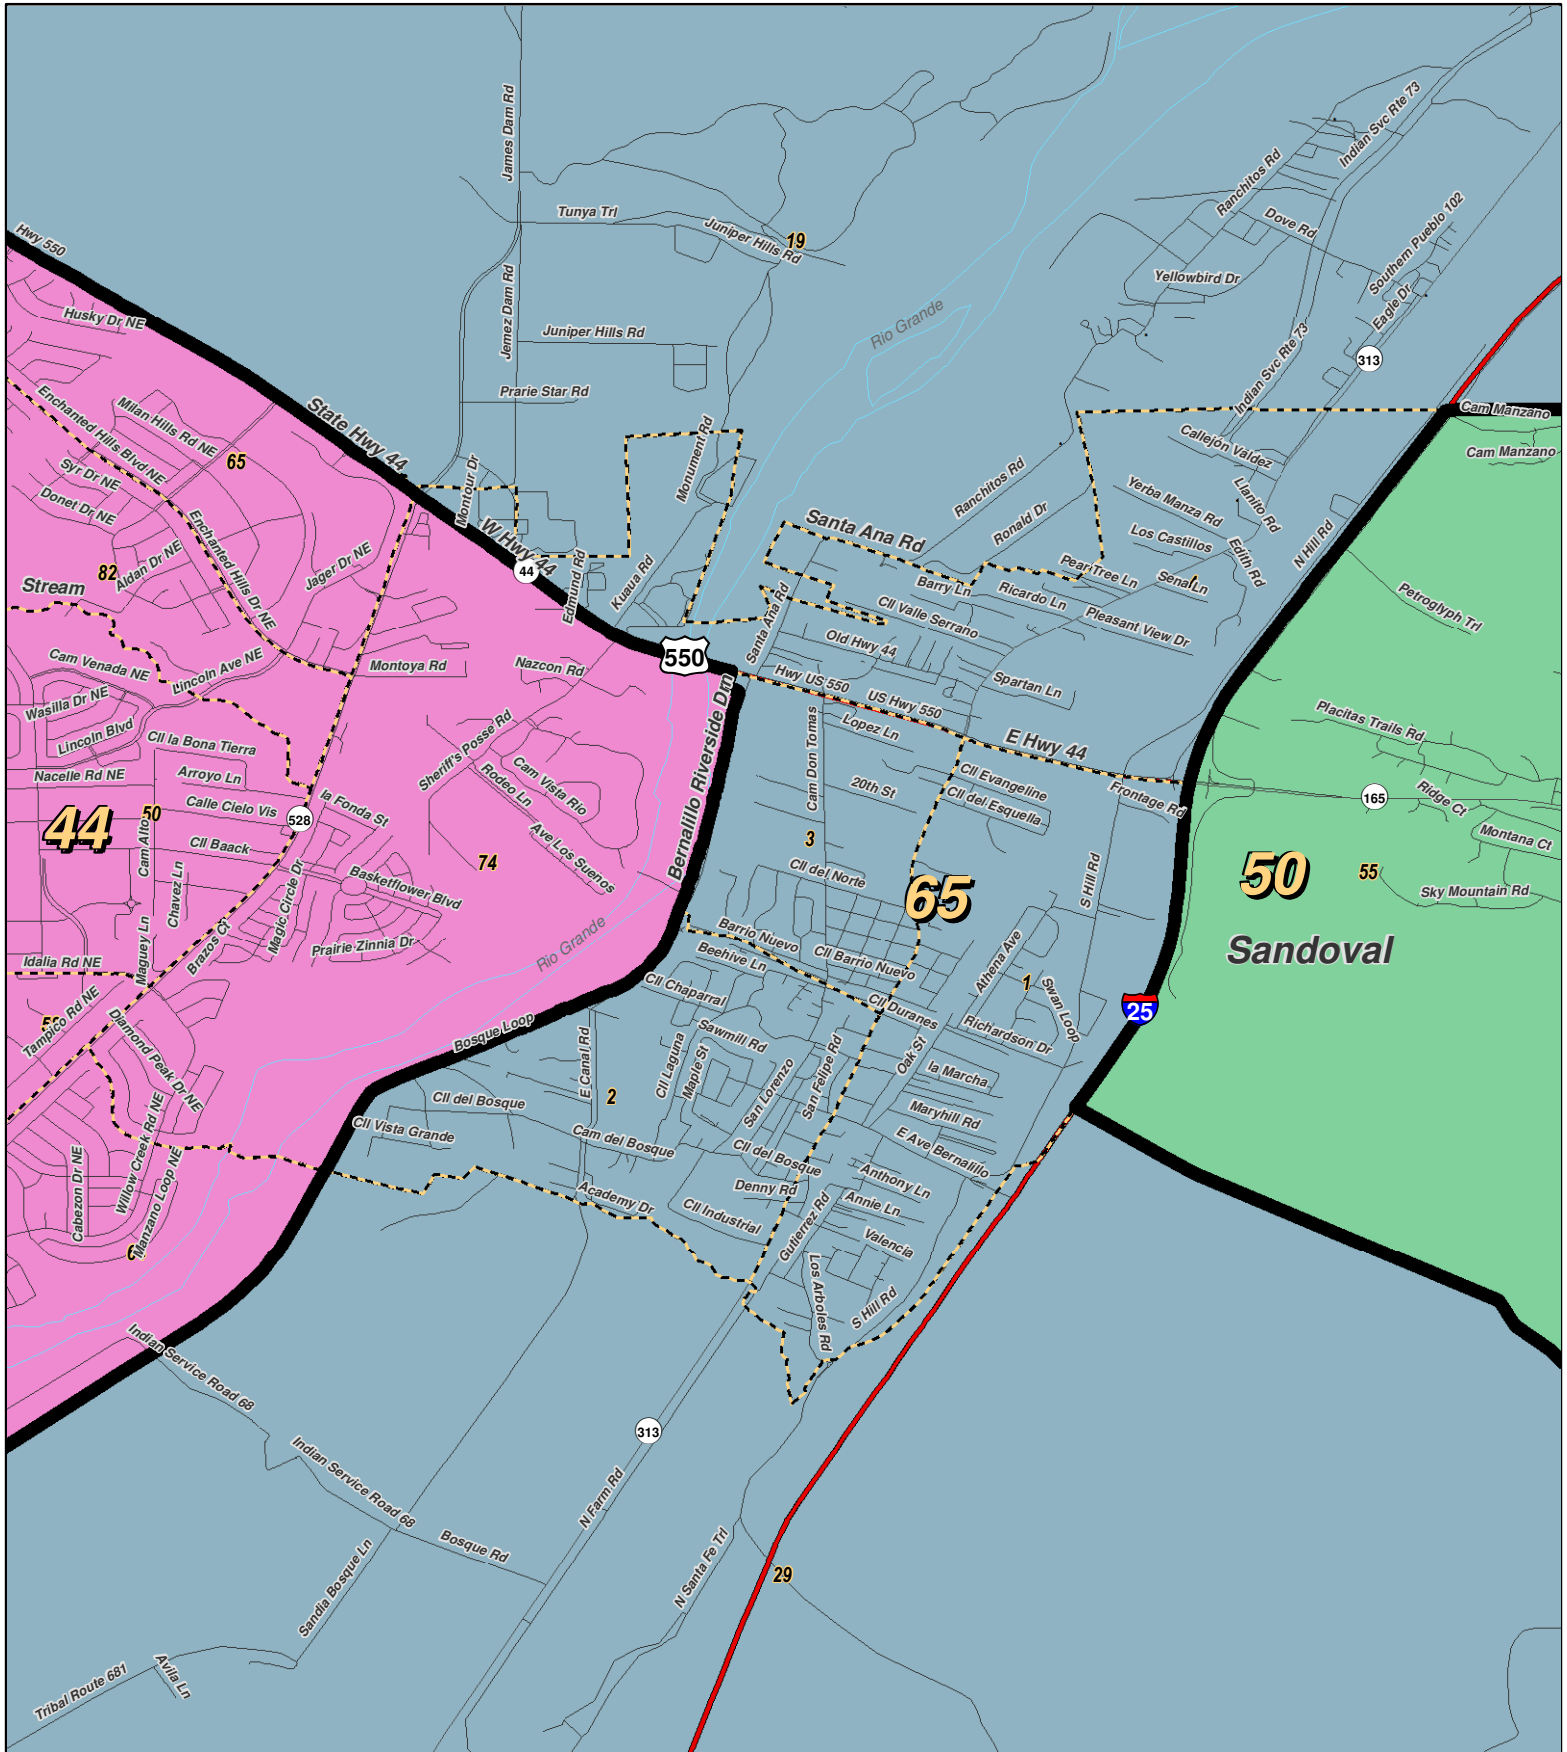 James Dam Rd
Indian Svc Rte 73
Ranchitos Rd
Tunya Trl
Juniper Hills Rd
19
Dove Rd
Southern Pueblo 102
Hwy 550
Yellowbird Dr
Eagle Dr
Jemez Dam Rd
Husky Dr NE
Juniper Hills Rd
Rio Grande
Indian Svc Rte 73
313
Prarie Star Rd
Cam Manzano
Enchanted Hills Blvd NE
Milan Hills Rd NE
State Hwy 44
Monument Rd
Callejón Valdez
Cam Manzano
65
Syr Dr NE
Montour Dr
Ranchitos Rd
Yerba Manza Rd
Llanito Rd
Donet Dr NE
Enchanted Hills Dr NE
W Hwy 44
Santa Ana Rd
Ronald Dr
Los Castillos
Edith Rd
N Hill Rd
Aldan Dr NE
Jager Dr NE
82
Stream
44
Edmund Rd
Kuaua Rd
Pear Tree Ln
Sena Ln
Barry Ln
Ricardo Ln
Petroglyph Trl
Cll Valle Serrano
Pleasant View Dr
Santa Ana Rd
Old Hwy 44
Cam Venada NE
Lincoln Ave NE
Montoya Rd
Nazcon Rd
550
Hwy US 550
US Hwy 550
Spartan Ln
Wasilla Dr NE
Lincoln Blvd
Bernalillo Riverside Drn
Lopez Ln
E Hwy 44
Placitas Trails Rd
Cll la Bona Tierra
Sheriff's Posse Rd
Cam Don Tomas
Nacelle Rd NE
Arroyo Ln
Rodeo Ln
Cam Vista Rio
20th St
Cll Evangeline
Cll del Esquella
Frontage Rd
165
Ridge Ct
44
50
Calle Cielo Vis
528
la Fonda St
Cam Alto
Cll Baack
74
Ave Los Suenos
3
Montana Ct
Chavez Ln
Magic Circle Dr
Basketflower Blvd
Cll del Norte
65
S Hill Rd
50
55
Sky Mountain Rd
Maguey Ln
Brazos Ct
Prairie Zinnia Dr
Rio Grande
Barrio Nuevo
Cll Barrio Nuevo
Athena Ave
Sandoval
Idalia Rd NE
Beehive Ln
Cll Chaparral
1
Swan Loop
25
Tampico Rd NE
Diamond Peak Dr NE
Bosque Loop
Cll Duranes
Richardson Dr
Sawmill Rd
Oak St
E Canal Rd
Cll Laguna
Maple St
San Lorenzo
San Felipe Rd
la Marcha
Cll del Bosque
2
Maryhill Rd
Cll Vista Grande
Cam del Bosque
Cll del Bosque
E Ave Bernalillo
Cabezon Dr NE
Willow Creek Rd NE
Manzano Loop NE
Academy Dr
Denny Rd
Anthony Ln
Annie Ln
Cll Industrial
Gutierrez Rd
Valencia
Los Arboles Rd
S Hill Rd
Indian Service Road 68
313
Indian Service Road 68
N Farm Rd
Bosque Rd
Sandia Bosque Ln
N Santa Fe Trl
29
Avila Ln
Tribal Route 681